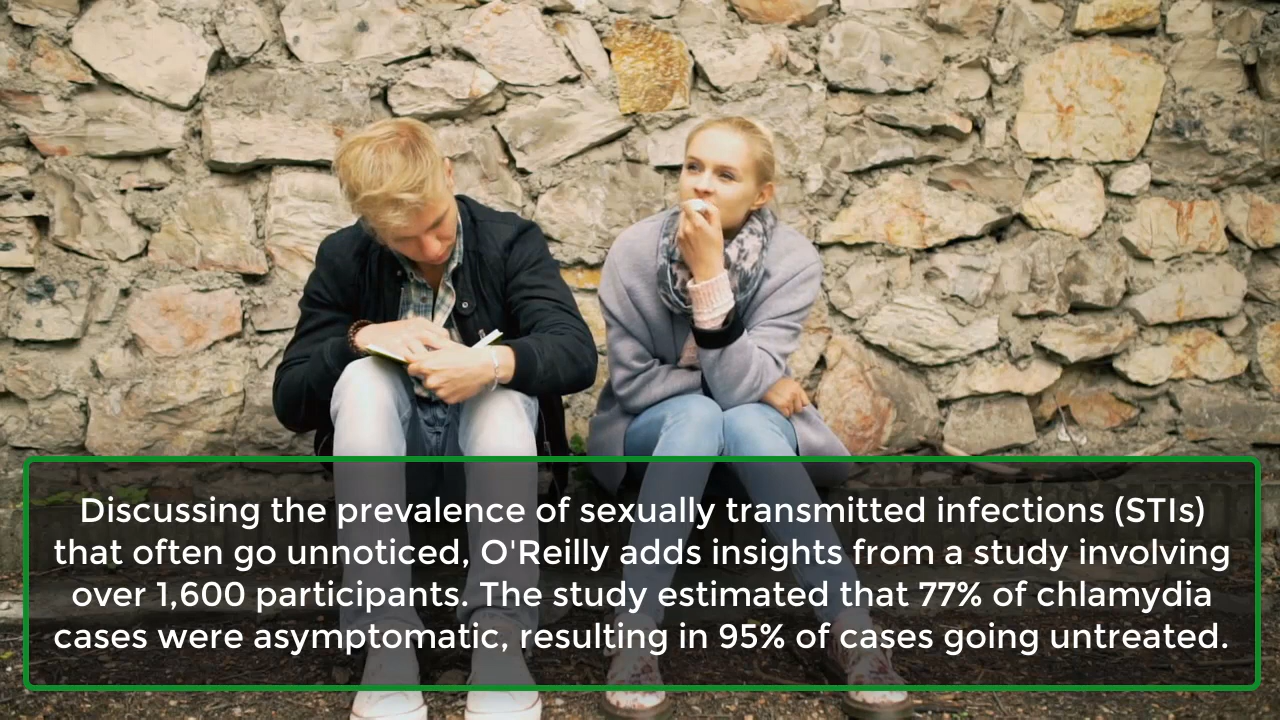 Discussing the prevalence of sexually transmitted infections (STIs)
that often go unnoticed, O'Reilly adds insights from a study involving
over 1,600 participants. The study estimated that 77% of chlamydia
cases were asymptomatic, resulting in 95% of cases going untreated.